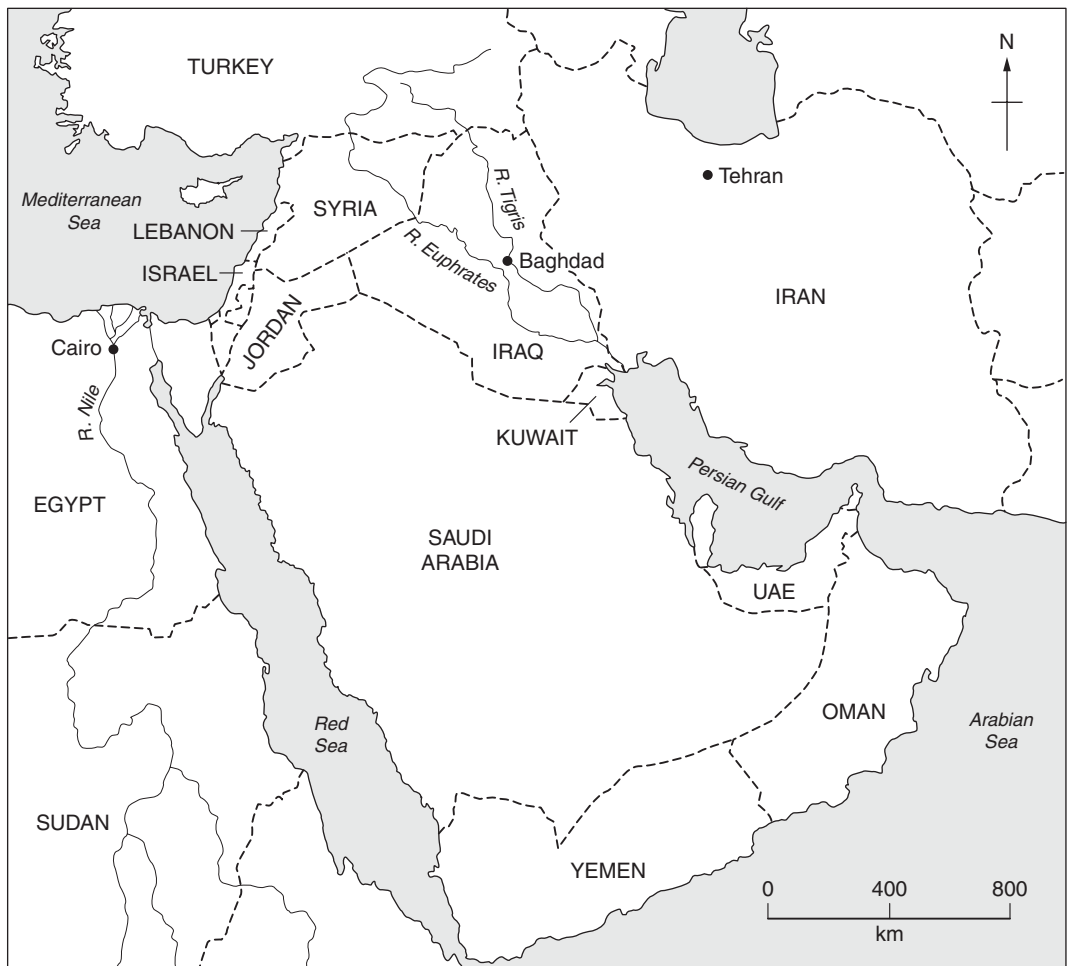 TURKEY
N
Tehran
Mediterranean
Sea
SYRIA
R. Tigris
LEBANON
R. Euphrates
Baghdad
ISRAEL
IRAN
JORDAN
Cairo
IRAQ
R. Nile
KUWAIT
Persian Gulf
EGYPT
SAUDI
ARABIA
UAE
Red
Sea
OMAN
Arabian
Sea
SUDAN
YEMEN
0 400 800
km